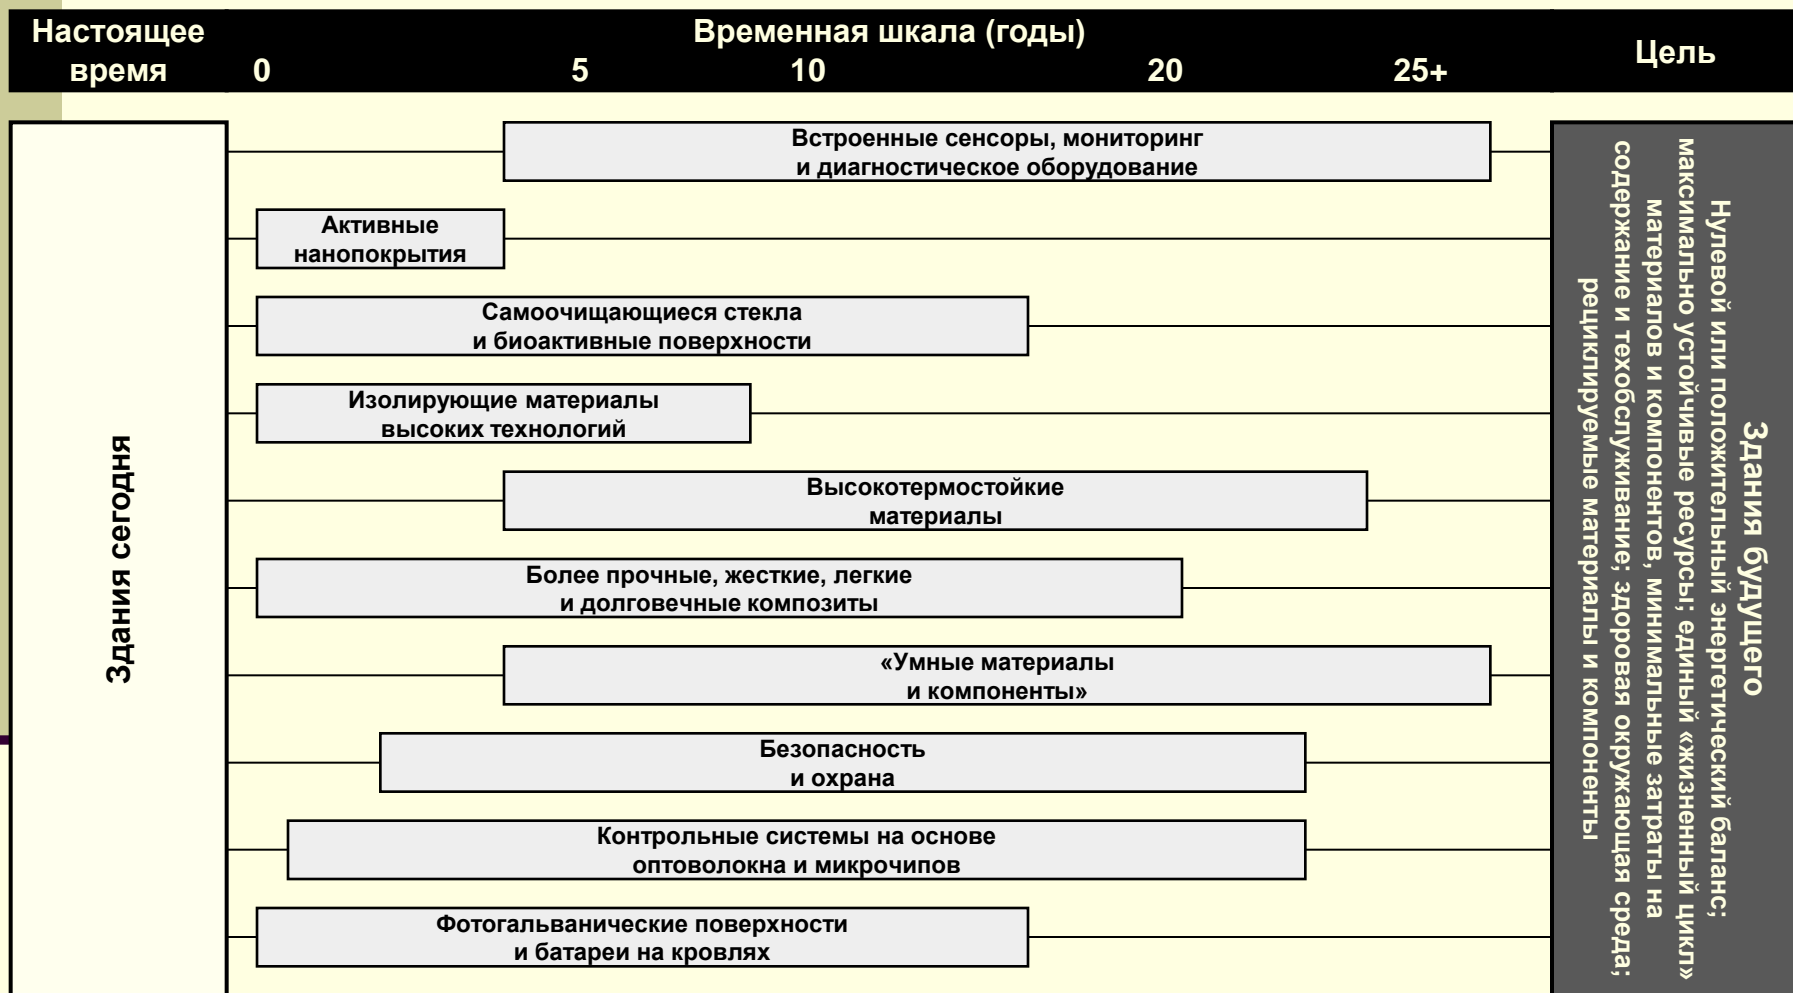 Настоящее
время
Временная шкала (годы)
0 5 10 20 25+
Цель
Здания сегодня
Встроенные сенсоры, мониторинг
и диагностическое оборудование
Активные
нанопокрытия
Самоочищающиеся стекла
и биоактивные поверхности
Изолирующие материалы
высоких технологий
Высокотермостойкие
материалы
Более прочные, жесткие, легкие
и долговечные композиты
«Умные материалы
и компоненты»
Безопасность
и охрана
Контрольные системы на основе
оптоволокна и микрочипов
Фотогальванические поверхности
и батареи на кровлях
Здания будущего
Нулевой или положительный энергетический баланс;
максимально устойчивые ресурсы; единый «жизненный цикл»
материалов и компонентов, минимальные затраты на
содержание и техобслуживание; здоровая окружающая среда;
рециклируемые материалы и компоненты